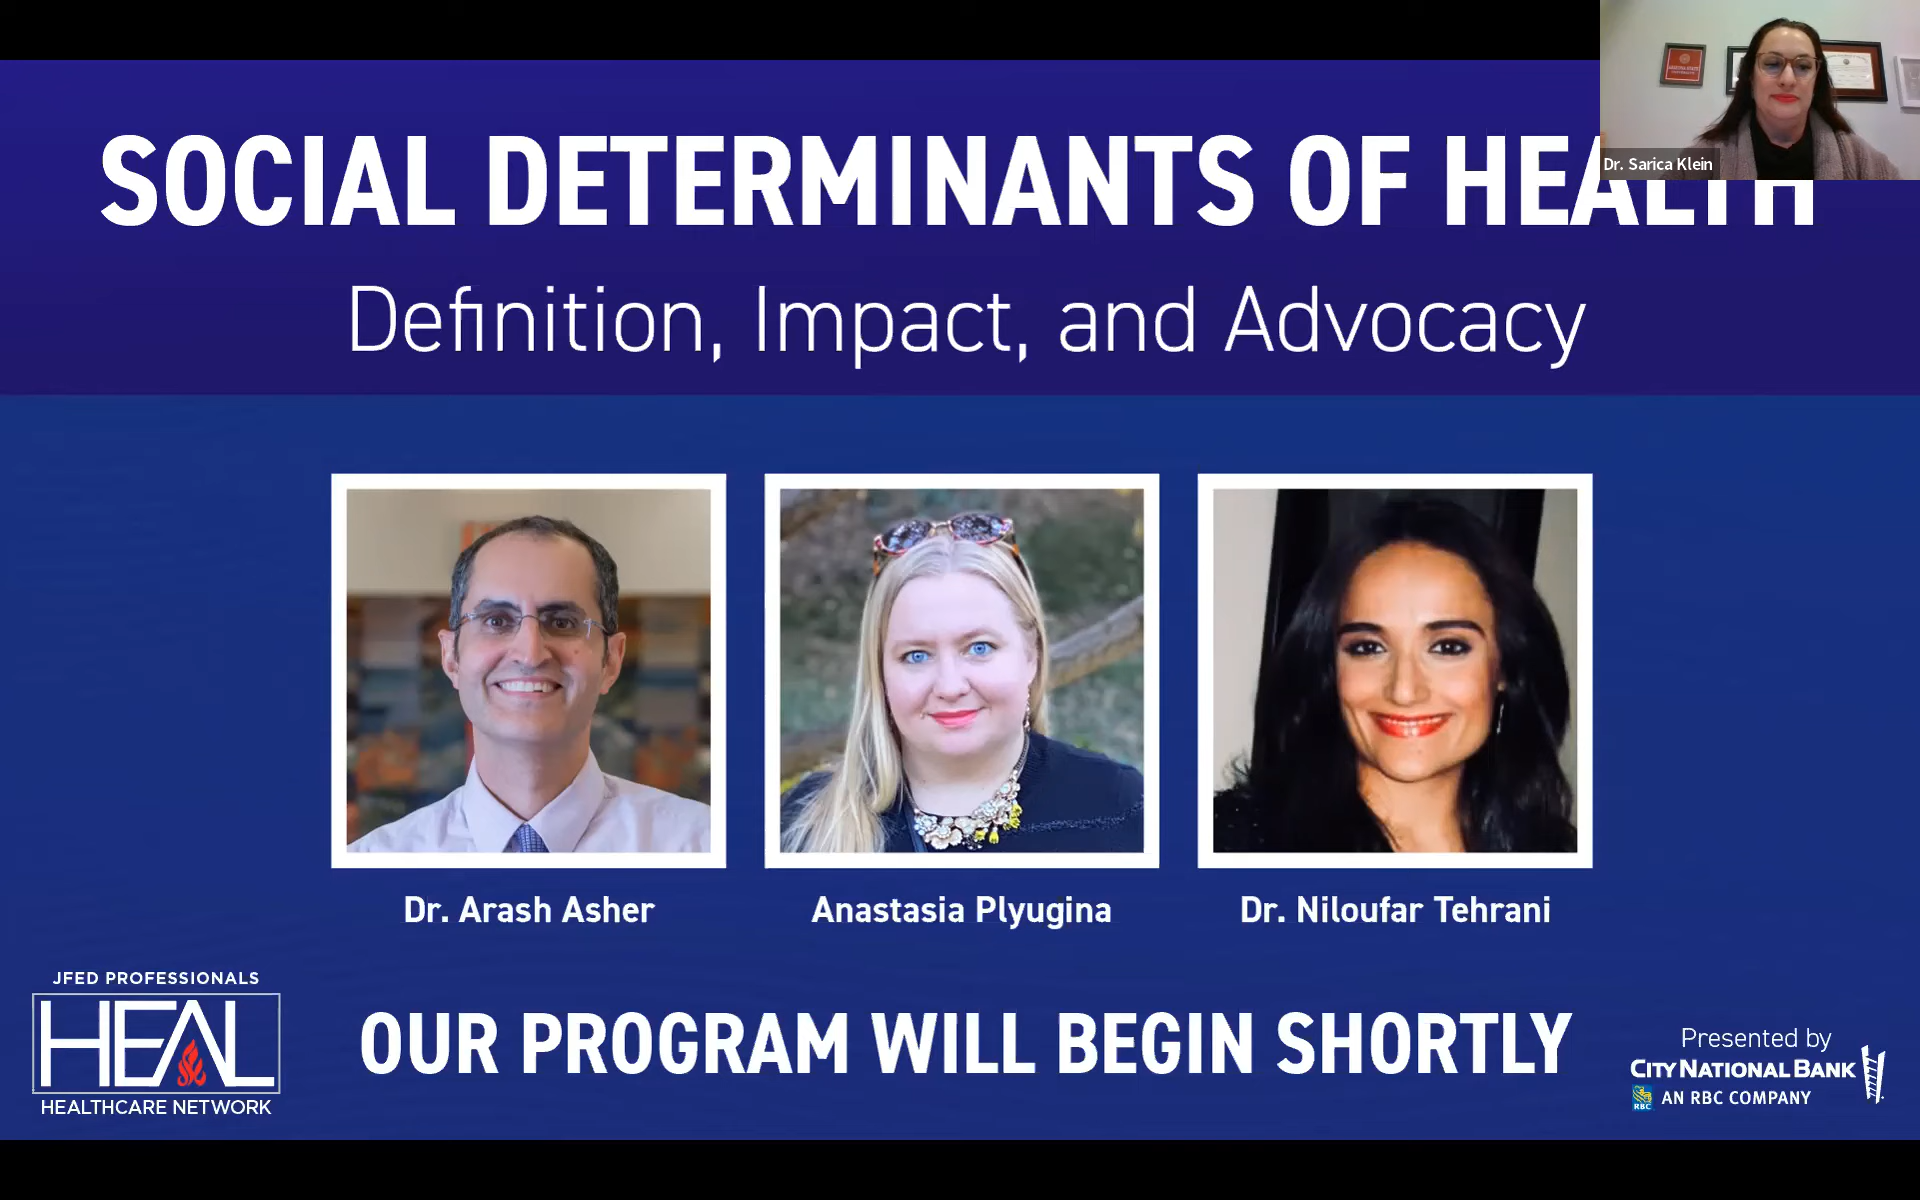 SOCIAL DETERMINANTS OF HEALTH
Dr. Sarica Klein
Definition, Impact, and Advocacy
Dr. Arash Asher
Anastasia Plyugina
Dr. Niloufar Tehrani
JFED PROFESSIONALS
HEAL
HEALTHCARE NETWORK
OUR PROGRAM WILL BEGIN SHORTLY
Presented by
CITY NATIONAL BANK
RBC
AN RBC COMPANY